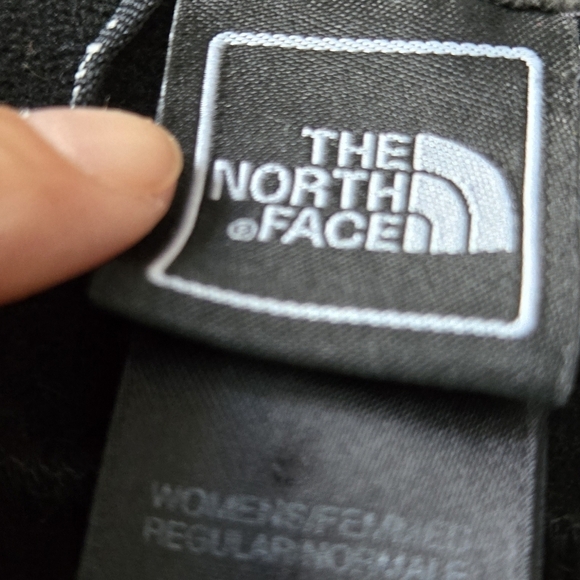 THE
NORTH
®FACE
WOMENS/FEMMES
REGULAR/NORMALE